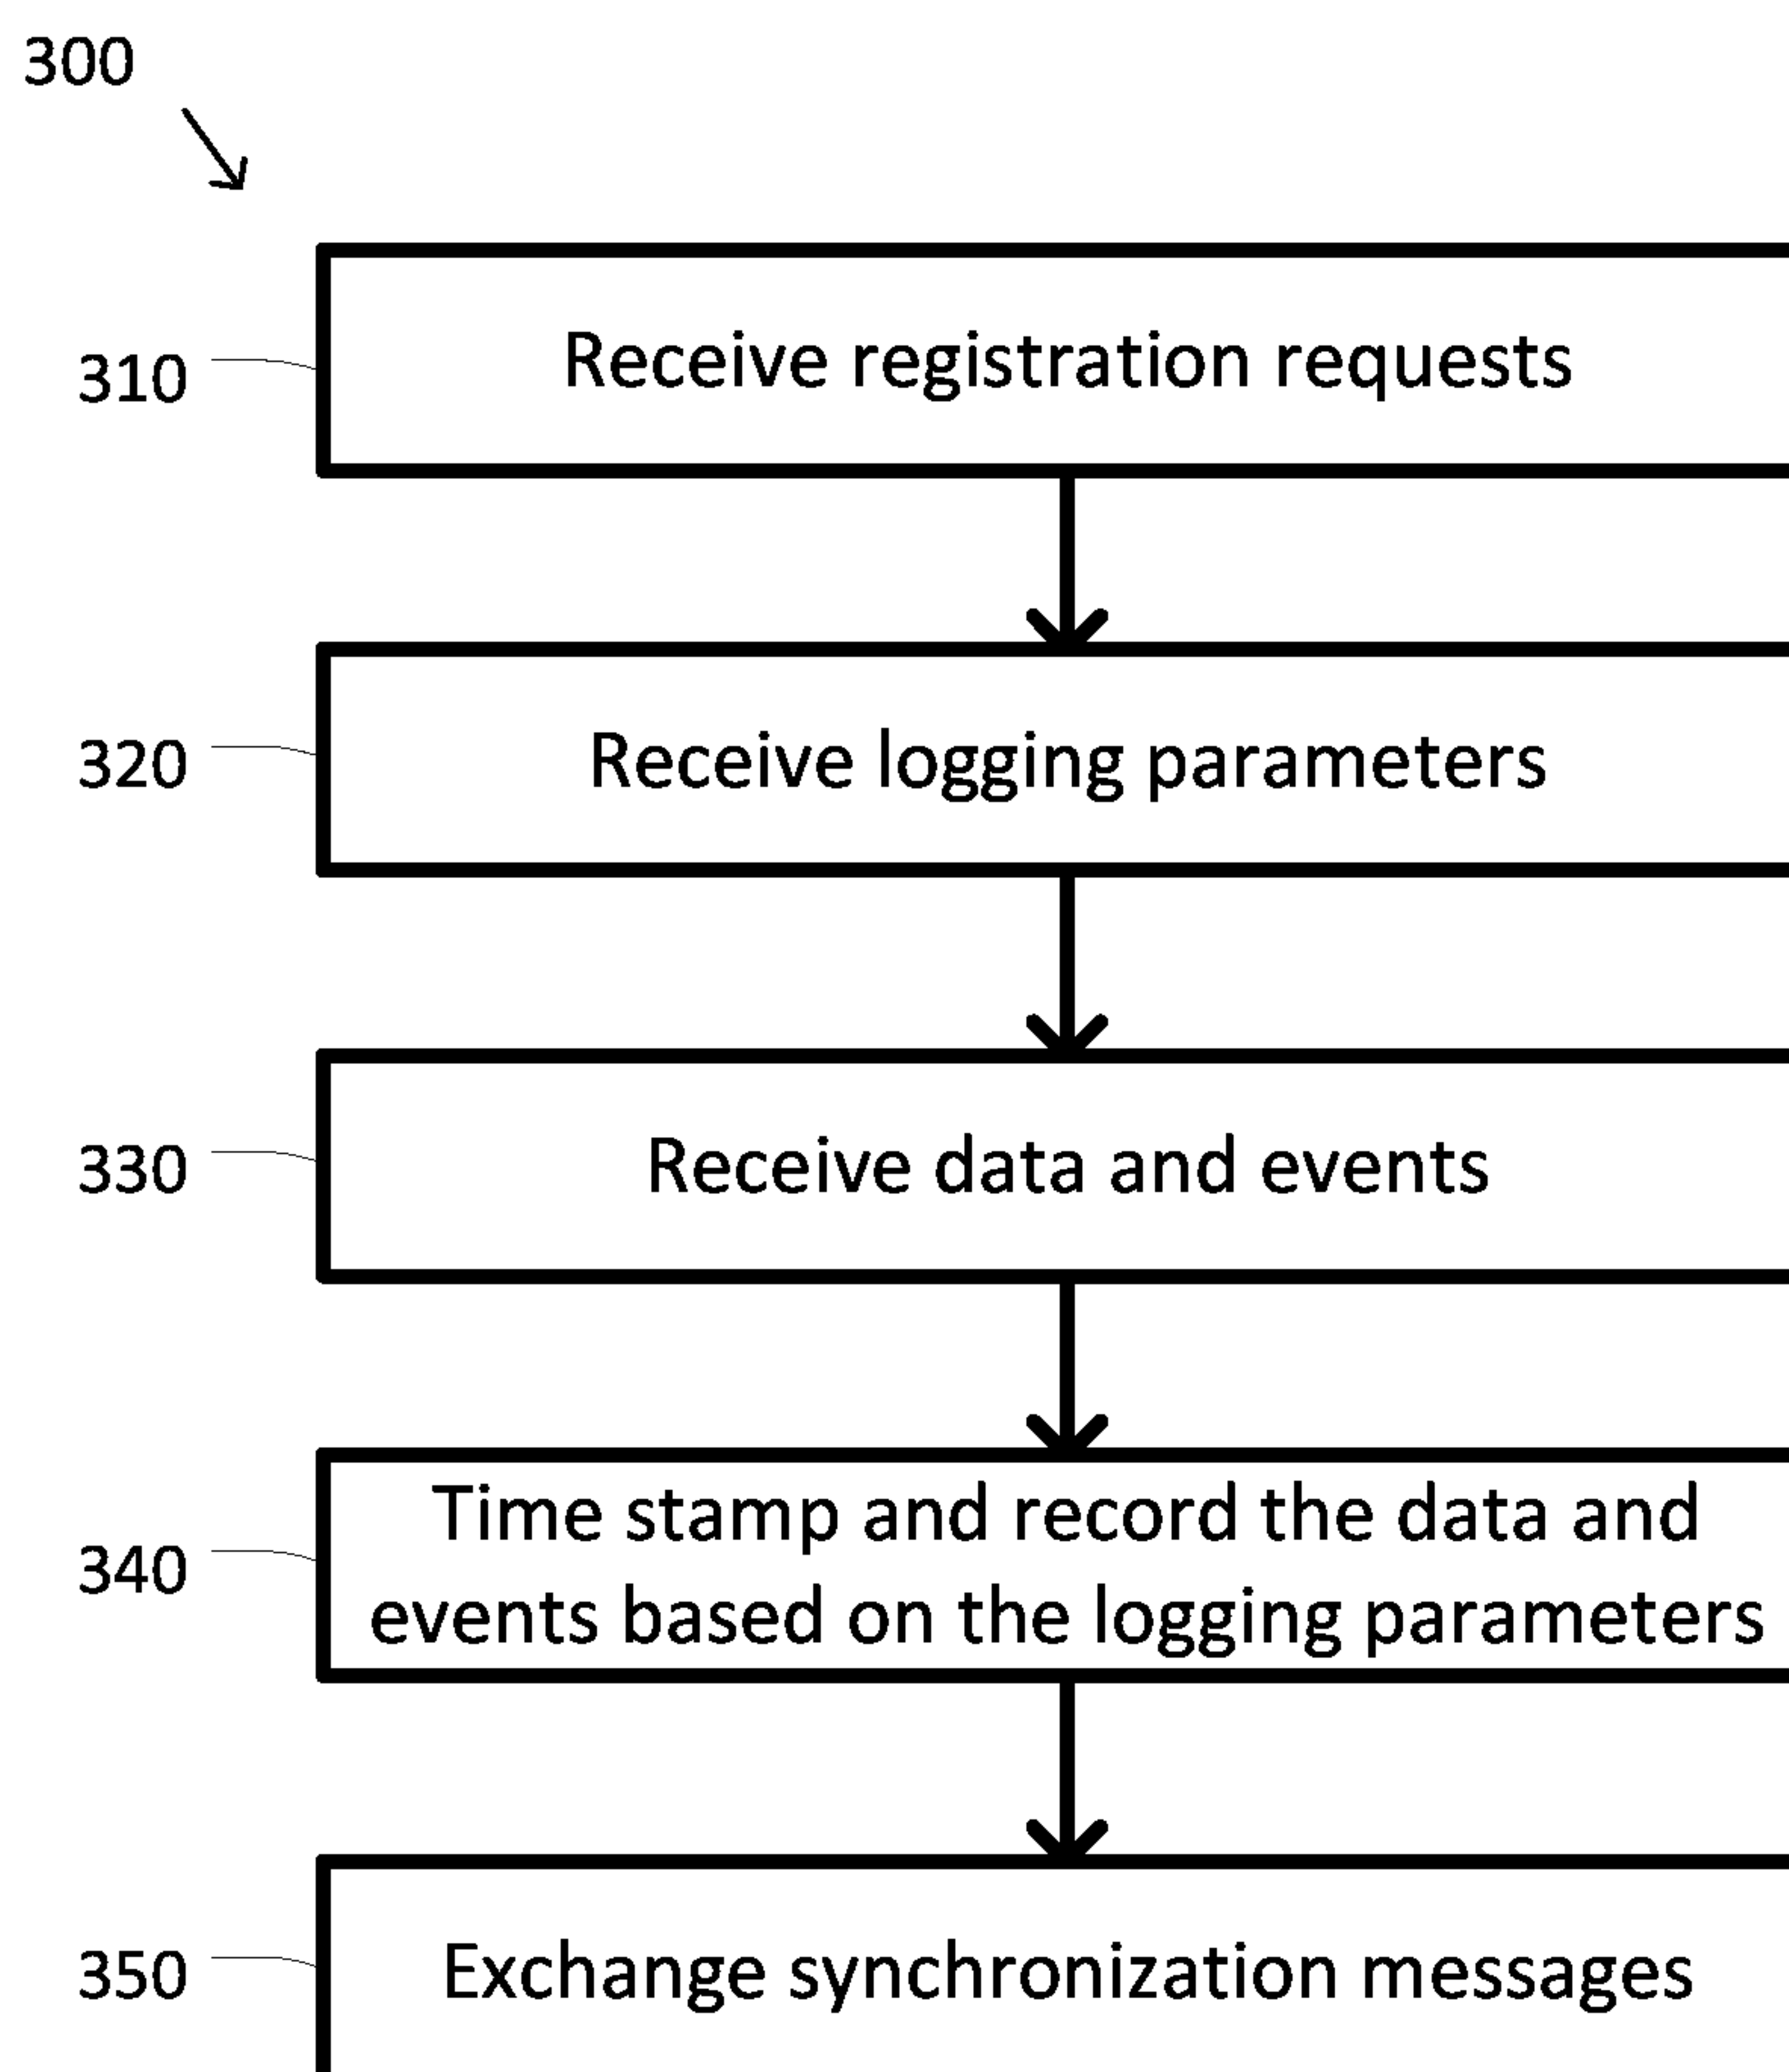 300
310
Receive registration requests
320
Receive logging parameters
330
Receive data and events
340
Time stamp and record the data and
events based on the logging parameters
350
Exchange synchronization messages